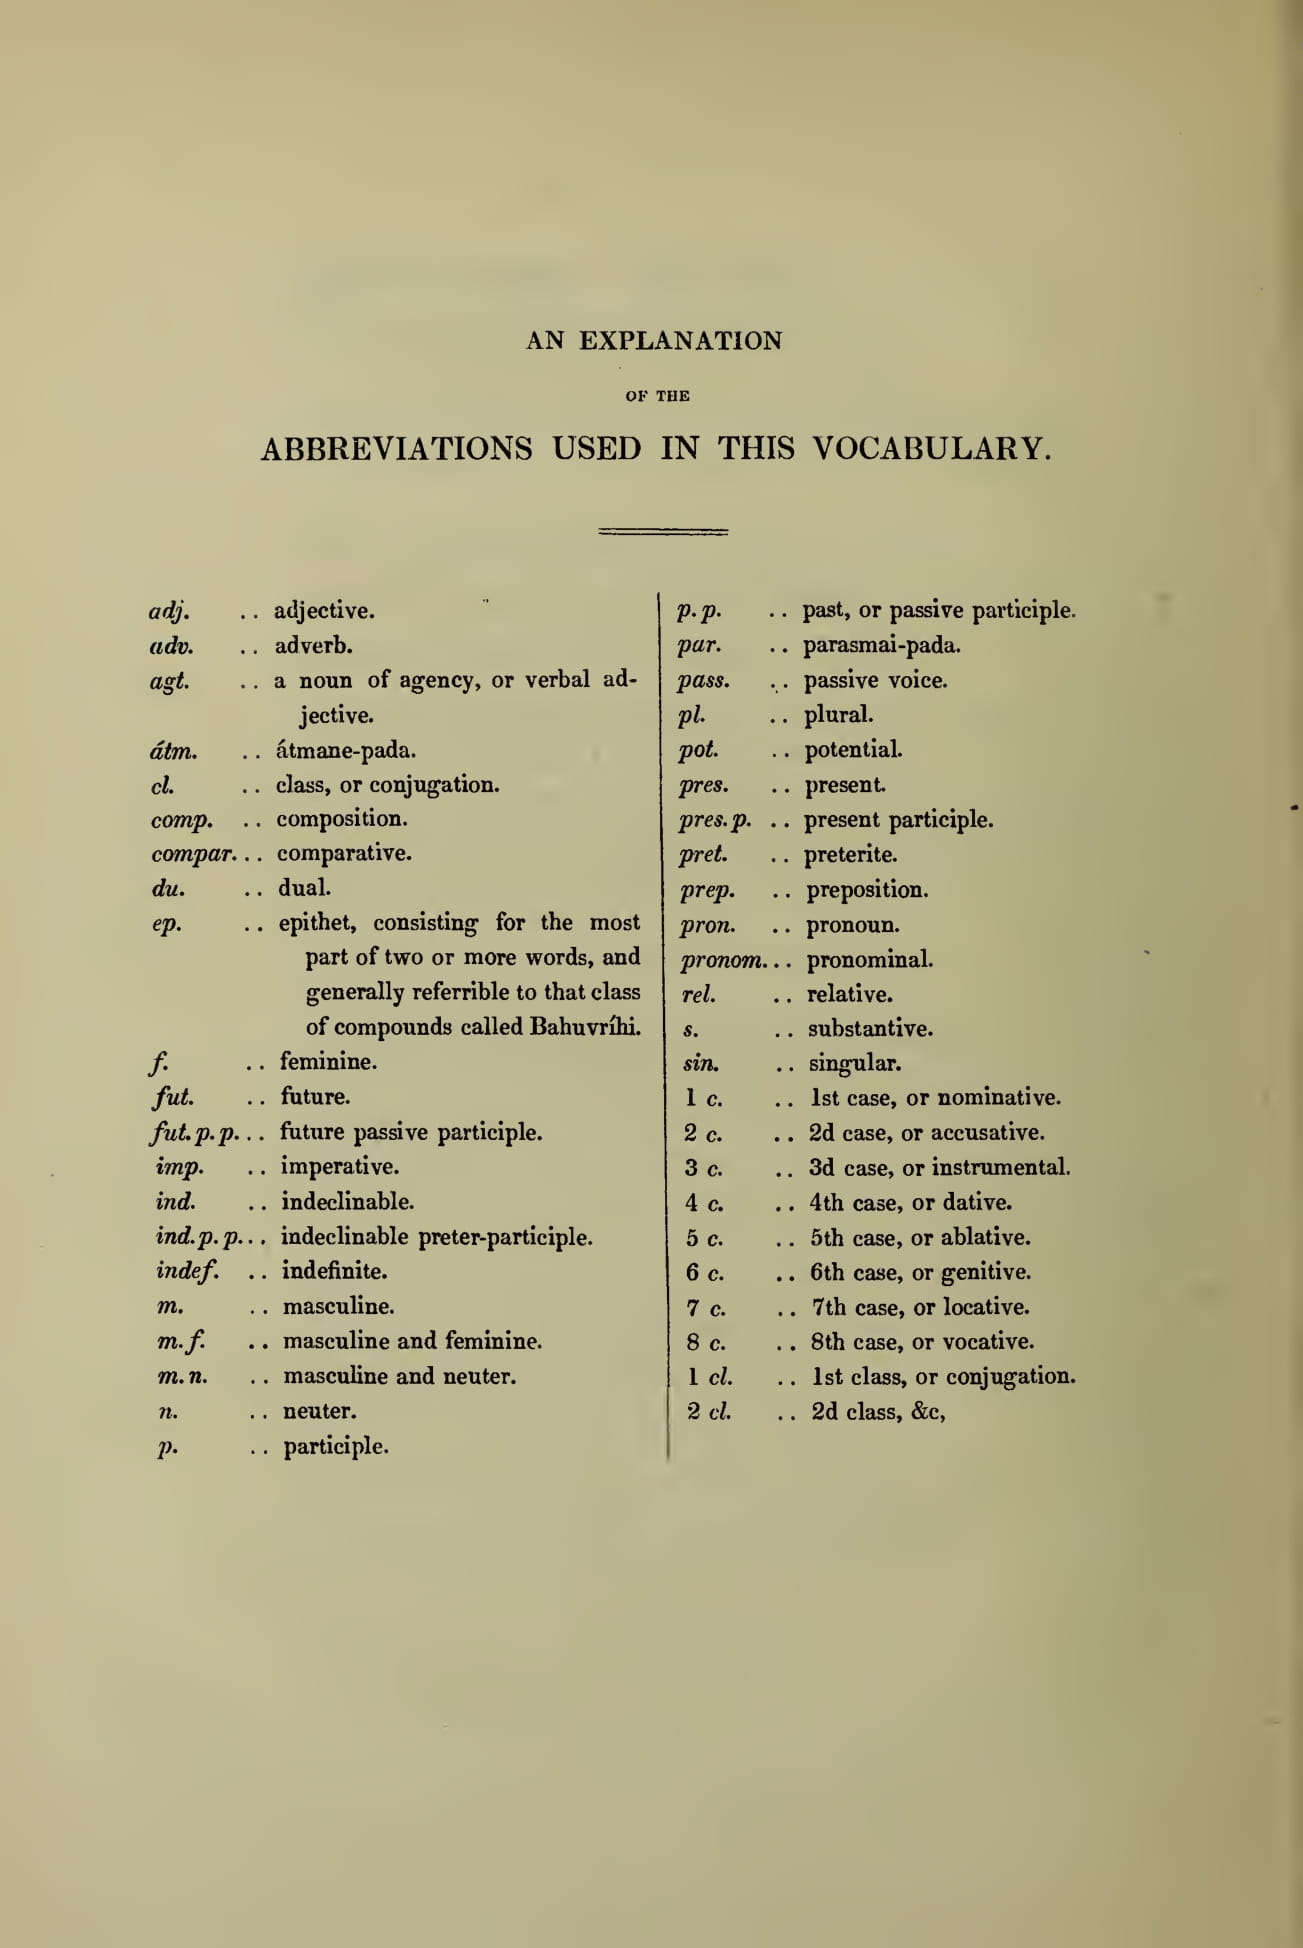 AN EXPLANATION
OF THE
ABBREVIATIONS USED IN THIS VOCABULARY.
adj. .. adjective.
adv. .. adverb.
agt. .. a noun of agency, or verbal ad-
jective.
átm. .. átmane-pada.
cl. .. class, or conjugation.
comp. .. composition.
compar. .. comparative.
du. .. dual.
ep. .. epithet, consisting for the most
part of two or more words, and
generally referrible to that class
of compounds called Bahuvríhi.
f. .. feminine.
fut. .. future.
fut. p. p. .. future passive participle.
imp. .. imperative.
ind. .. indeclinable.
ind. p. p. .. indeclinable preter-participle.
indef. .. indefinite.
m. .. masculine.
m. f. .. masculine and feminine.
m. n. .. masculine and neuter.
n. .. neuter.
p. .. participle.
p. p. .. past, or passive participle.
par. .. parasmai-pada.
pass. .. passive voice.
pl. .. plural.
pot. .. potential.
pres. .. present.
pres. p. .. present participle.
pret. .. preterite.
prep. .. preposition.
pron. .. pronoun.
pronom. .. pronominal.
rel. .. relative.
s. .. substantive.
sin. .. singular.
1 c. .. 1st case, or nominative.
2 c. .. 2d case, or accusative.
3 c. .. 3d case, or instrumental.
4 c. .. 4th case, or dative.
5 c. .. 5th case, or ablative.
6 c. .. 6th case, or genitive.
7 c. .. 7th case, or locative.
8 c. .. 8th case, or vocative.
1 cl. .. 1st class, or conjugation.
2 cl. .. 2d class, &c,